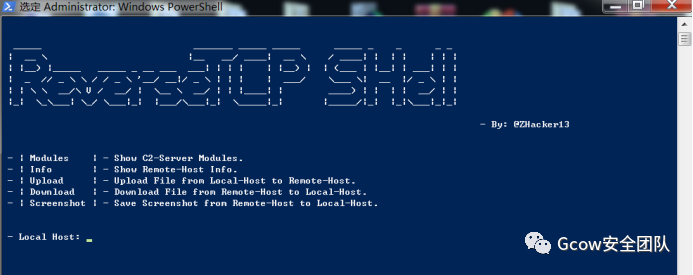 选定 Administrator: Windows PowerShell
ReverseTCP Shell
- By: @ZHacker13
- | Modules | - Show C2-Server Modules.
- | Info | - Show Remote-Host Info.
- | Upload | - Upload File from Local-Host to Remote-Host.
- | Download | - Download File from Remote-Host to Local-Host.
- | Screenshot | - Save Screenshot from Remote-Host to Local-Host.
- Local Host:
Gcow安全团队